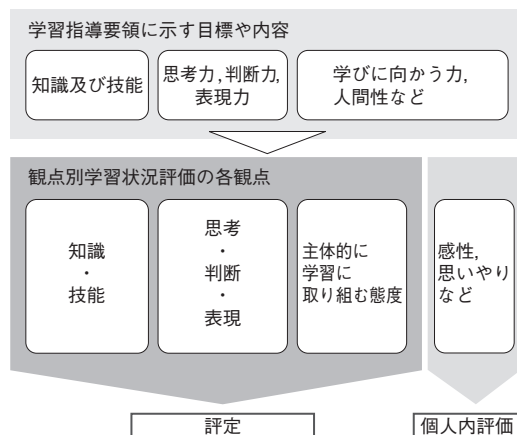 学習指導要領に示す目標や内容
知識及び技能
思考力，判断力，
表現力
学びに向かう力，
人間性など
観点別学習状況評価の各観点
知識
・
技能
思考
・
判断
・
表現
主体的に
学習に
取り組む態度
感性，
思いやり
など
評定
個人内評価